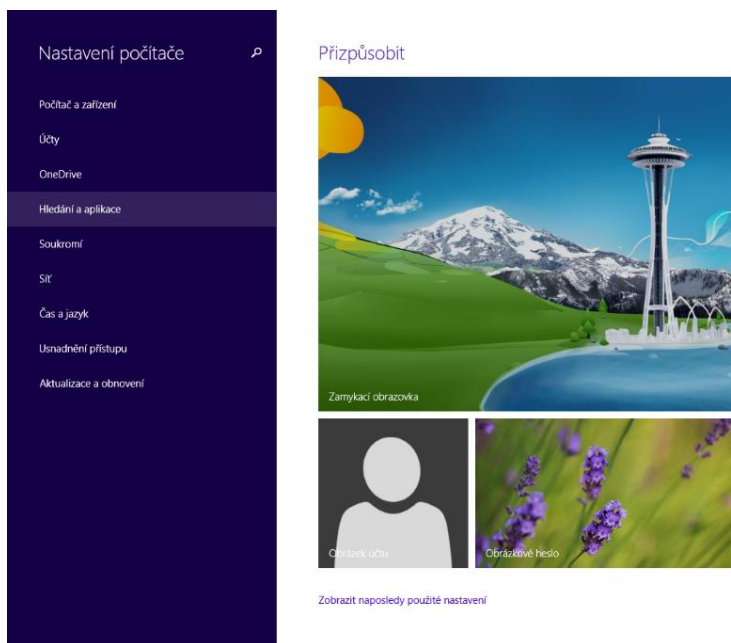 Nastavení počítače
Počítač a zařízení
Účty
OneDrive
Hledání a aplikace
Soukromí
Síť
Čas a jazyk
Usnadnění přístupu
Aktualizace a obnovení
Přizpůsobit
Zamykací obrazovka
Obrázek účtu
Obrázkové heslo
Zobrazit naposledy použité nastavení